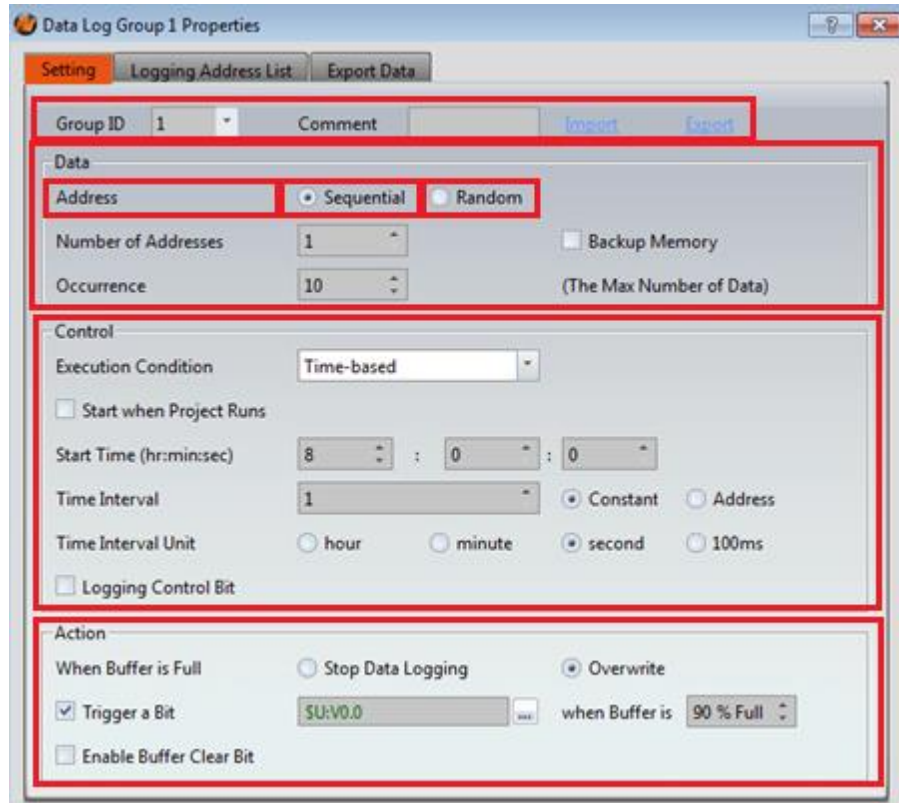 Data Log Group 1 Properties
Setting Logging Address List Export Data
Group ID 1 Comment Import Export
Data
Address Sequential Random
Number of Addresses 1 Backup Memory
Occurrence 10 (The Max Number of Data)
Control
Execution Condition Time-based
Start when Project Runs
Start Time (hr:min:sec) 8 : 0 : 0
Time Interval 1 Constant Address
Time Interval Unit hour minute second 100ms
Logging Control Bit
Action
When Buffer is Full Stop Data Logging Overwrite
Trigger a Bit $U:V0.0 ... when Buffer is 90 % Full
Enable Buffer Clear Bit